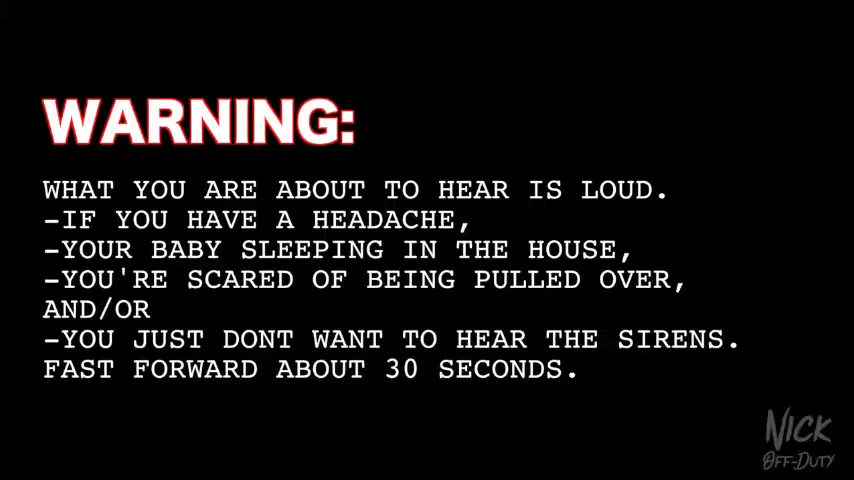 WARNING:
WHAT YOU ARE ABOUT TO HEAR IS LOUD.
-IF YOU HAVE A HEADACHE,
-YOUR BABY SLEEPING IN THE HOUSE,
-YOU'RE SCARED OF BEING PULLED OVER,
AND/OR
-YOU JUST DONT WANT TO HEAR THE SIRENS.
FAST FORWARD ABOUT 30 SECONDS.
NICK
OFF-DUTY